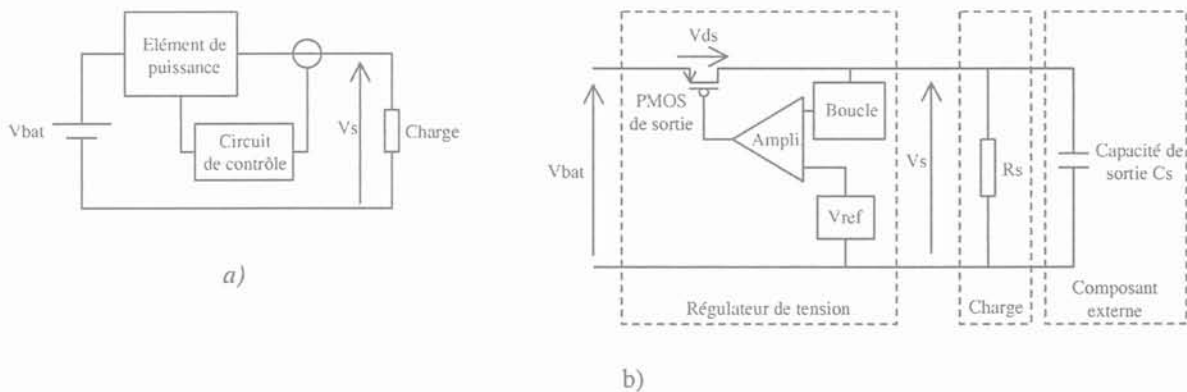 Elément de
puissance
Vbat
Circuit
de contrôle
Vs
Charge
a)
Vds
PMOS
de sortie
Boucle
Ampli.
Vbat
Vref
Vs
Rs
Capacité de
sortie Cs
Régulateur de tension
Charge
Composant
externe
b)